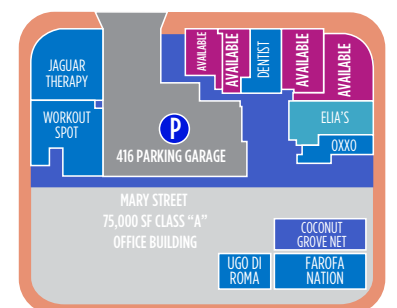 JAGUAR
THERAPY
WORKOUT
SPOT
P
416 PARKING GARAGE
AVAILABLE
AVAILABLE
DENTIST
AVAILABLE
AVAILABLE
ELIA'S
OXXO
MARY STREET
75,000 SF CLASS “A”
OFFICE BUILDING
COCONUT
GROVE NET
UGO DI
ROMA
FAROFA
NATION